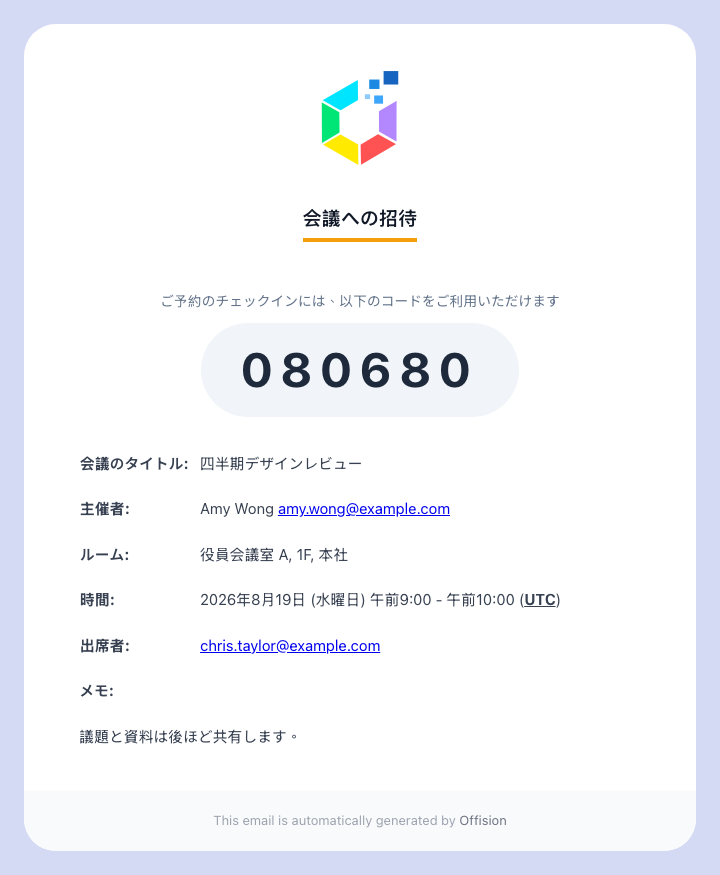 会議への招待
ご予約のチェックインには、以下のコードをご利用いただけます
080680
会議のタイトル: 四半期デザインレビュー
主催者: Amy Wong amy.wong@example.com
ルーム: 役員会議室 A, 1F, 本社
時間: 2026年8月19日 (水曜日) 午前9:00 - 午前10:00 (UTC)
出席者: chris.taylor@example.com
メモ:
議題と資料は後ほど共有します。
This email is automatically generated by Offision